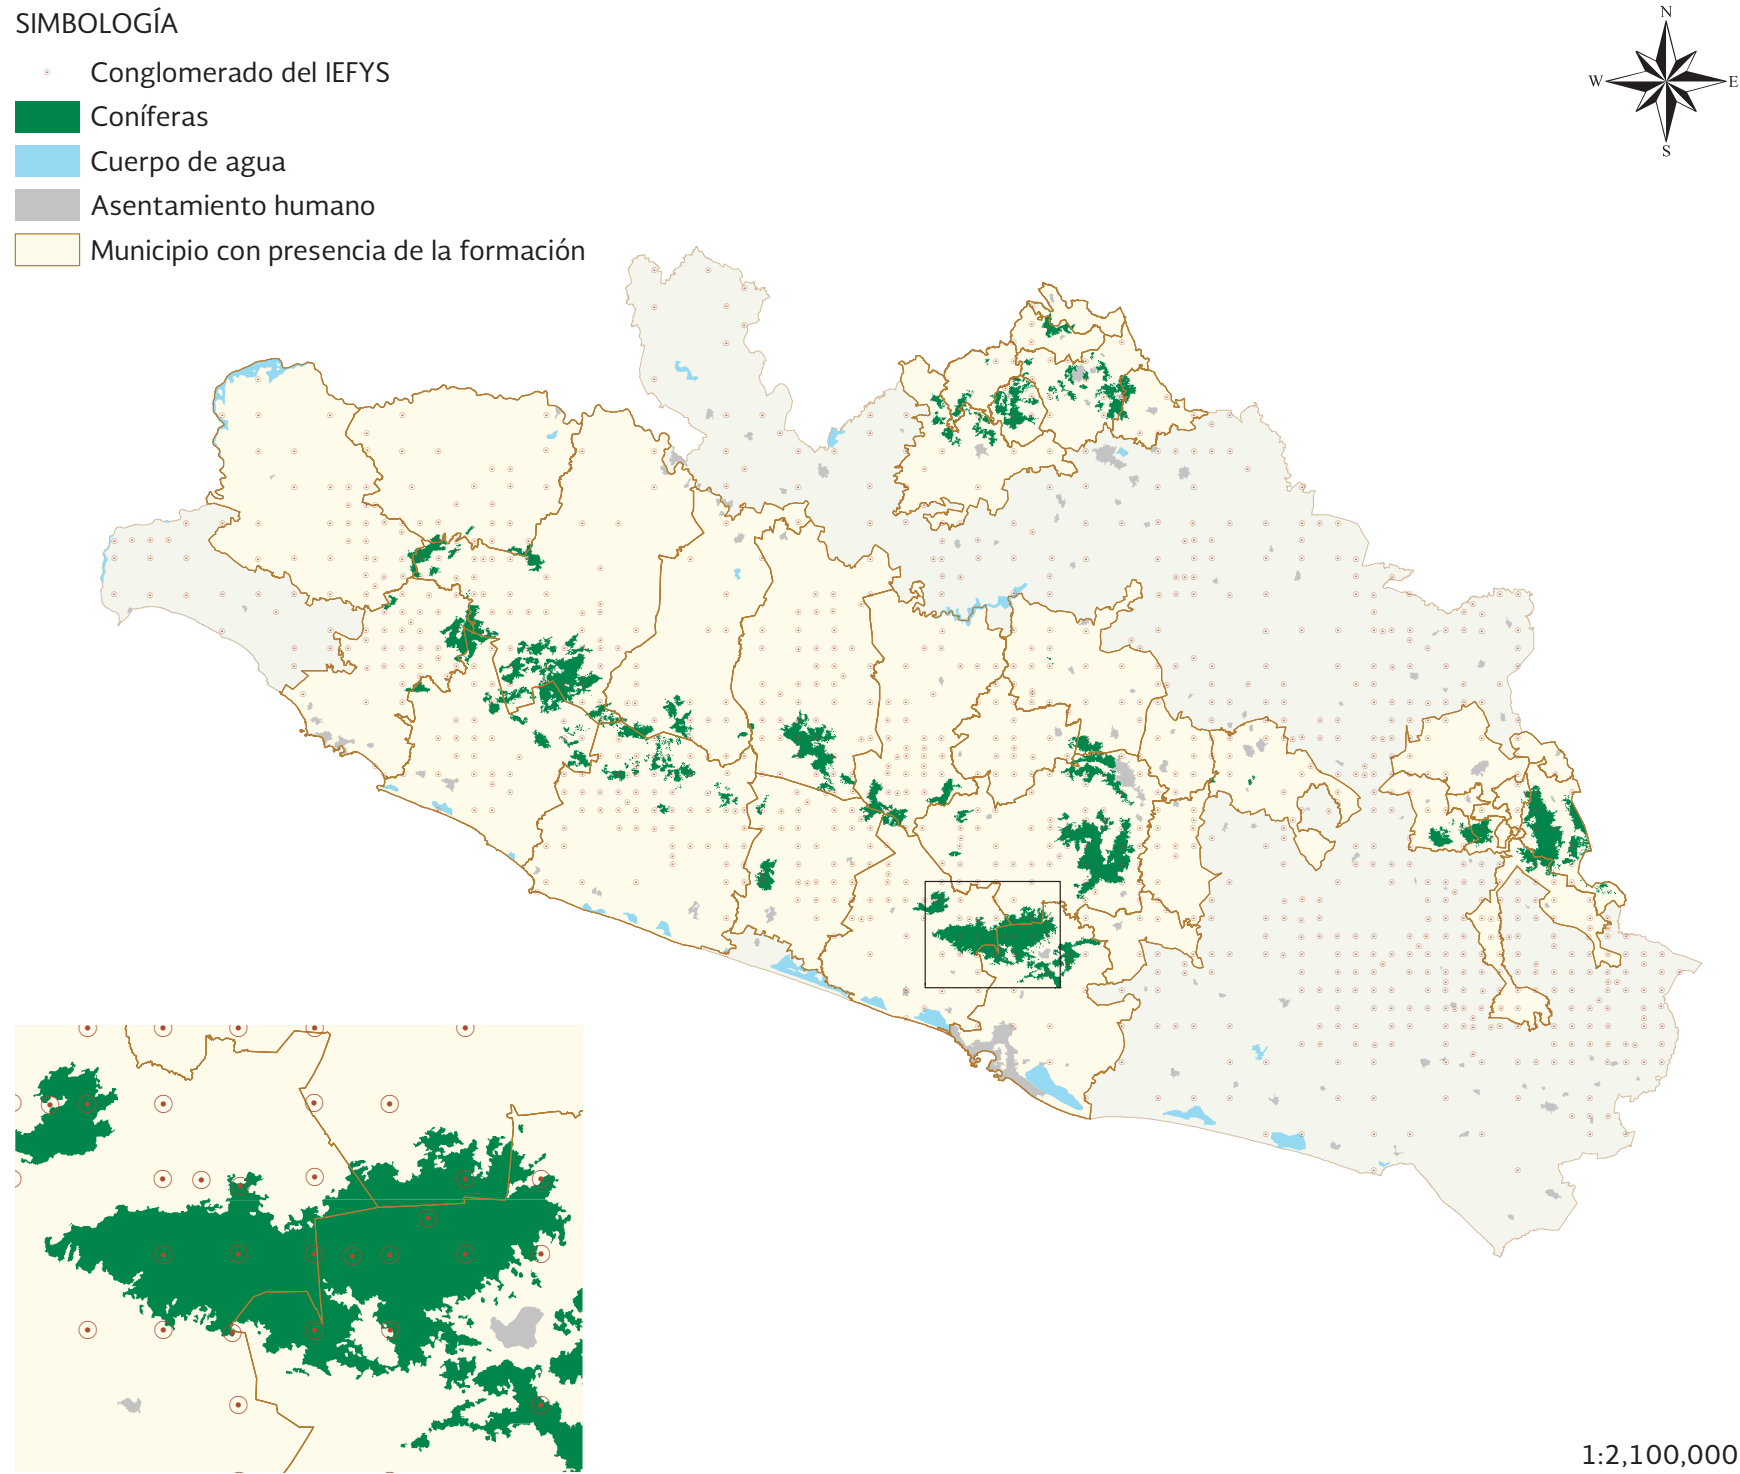 SIMBOLOGÍA
Conglomerado del IEFYS
Coníferas
Cuerpo de agua
Asentamiento humano
Municipio con presencia de la formación
N
W
E
S
1:2,100,000